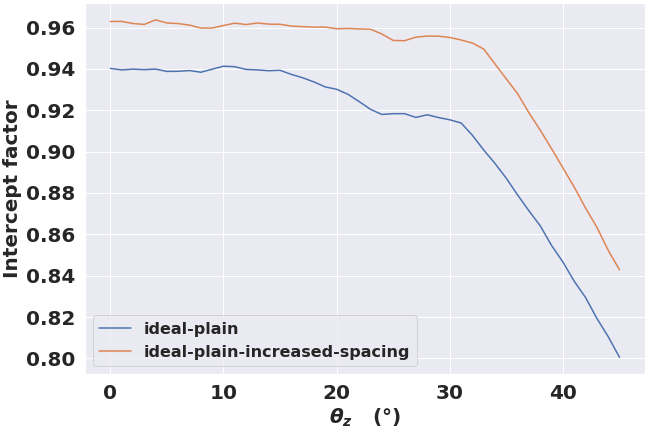 Intercept factor
0.96
0.94
0.92
0.90
0.88
0.86
0.84
0.82
0.80
ideal-plain
ideal-plain-increased-spacing
0 10 20 30 40
θz (°)